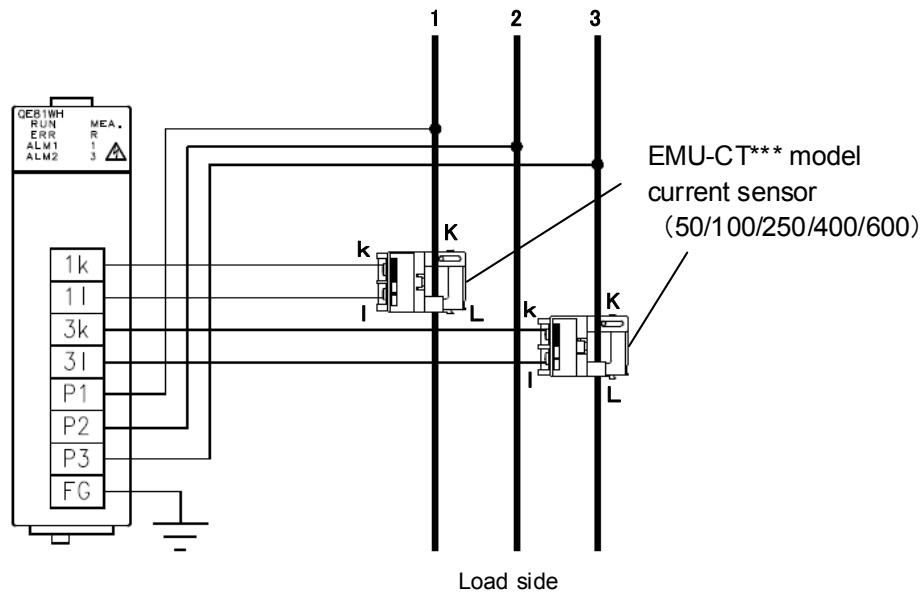 1 2 3
QE81WH
RUN MEA.
ERR R
ALM1 1
ALM2 3
EMU-CT*** model
current sensor
(50/100/250/400/600)
k K
l L
k K
l L
1k
1l
3k
3l
P1
P2
P3
FG
Load side